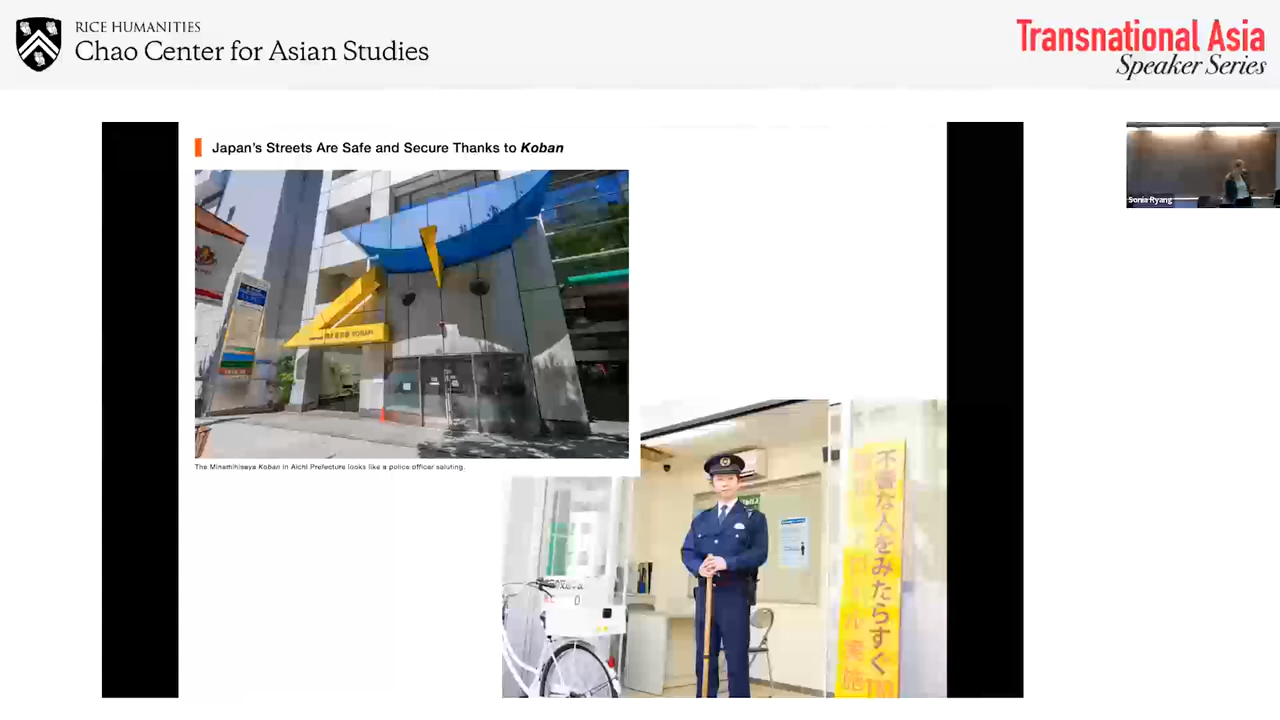 RICE HUMANITIES
Chao Center for Asian Studies
Transnational Asia
Speaker Series
Japan's Streets Are Safe and Secure Thanks to Koban
KOBAN
The Minamihisaya Koban in Aichi Prefecture looks like a police officer saluting.
不審な人をみたらすぐ
実施
Sonia Ryang